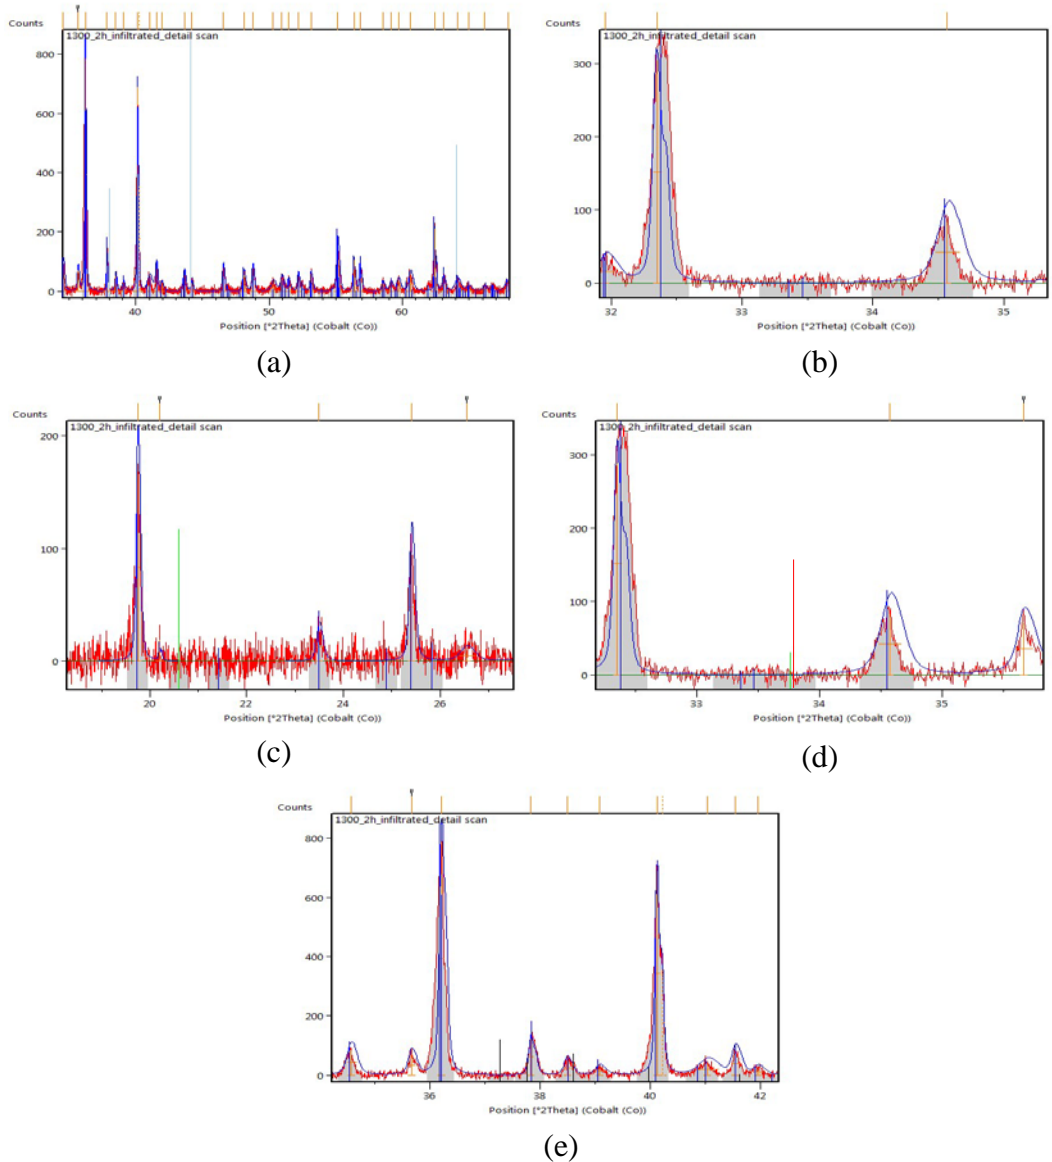 Counts
1300_2h_infiltrated_detail scan
800
600
400
200
0
40 50 60
Position [°2Theta] (Cobalt (Co))
(a)
Counts
1300_2h_infiltrated_detail scan
300
200
100
0
32 33 34 35
Position [°2Theta] (Cobalt (Co))
(b)
Counts
1300_2h_infiltrated_detail scan
200
100
0
20 22 24 26
Position [°2Theta] (Cobalt (Co))
(c)
Counts
1300_2h_infiltrated_detail scan
300
200
100
0
33 34 35
Position [°2Theta] (Cobalt (Co))
(d)
Counts
1300_2h_infiltrated_detail scan
800
600
400
200
0
36 38 40 42
Position [°2Theta] (Cobalt (Co))
(e)